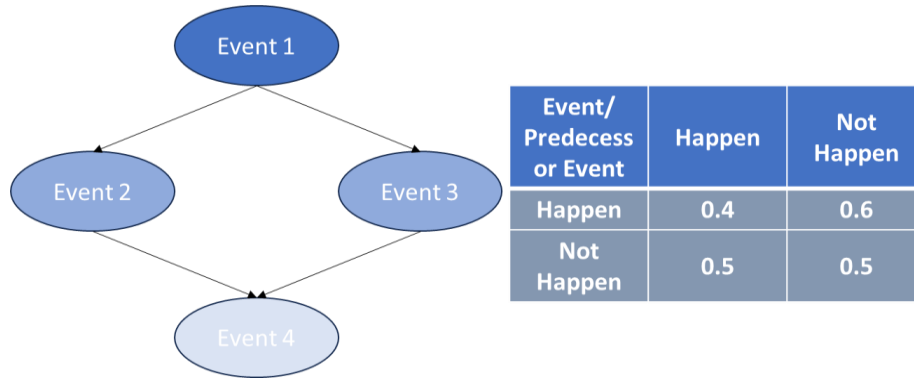 Event 1
Event 2
Event 3
Event 4
Event/
Predecess
or Event
Happen
Not
Happen
Happen
0.4
0.6
Not
Happen
0.5
0.5